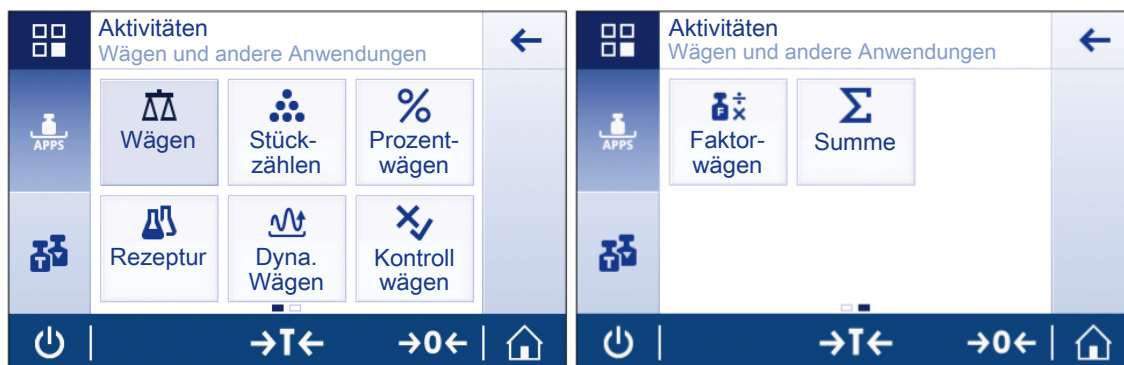 Aktivitäten
Wägen und andere Anwendungen
APPS
Wägen
Stück-
zählen
%
Prozent-
wägen
Rezeptur
Dyna.
Wägen
Kontroll
wägen
T
→T←
→0←
Aktivitäten
Wägen und andere Anwendungen
APPS
F
÷
×
Faktor-
wägen
Σ
Summe
T
→T←
→0←